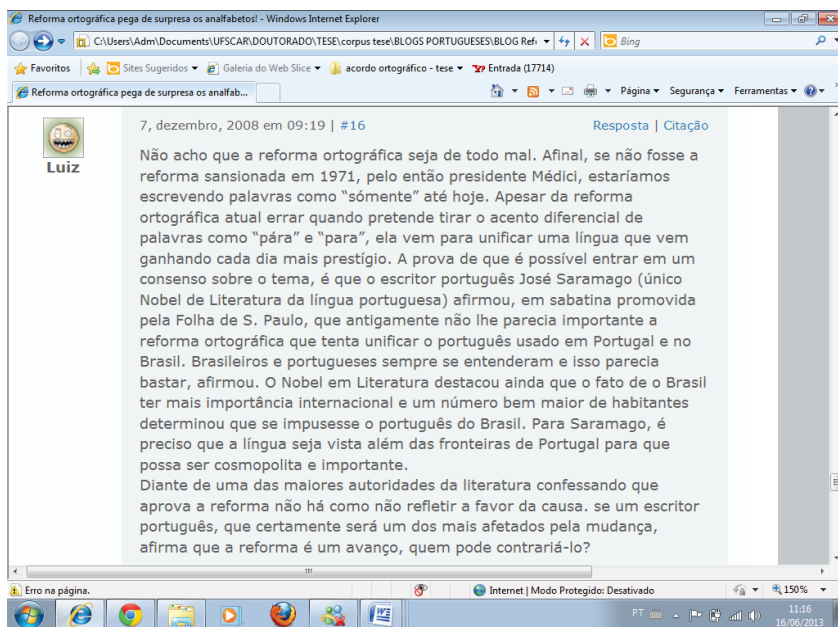 Reforma ortográfica pega de surpresa os analfabetos! - Windows Internet Explorer
C:\Users\Adm\Documents\UFSCAR\DOUTORADO\TESE\corpus tese\BLOGS PORTUGUESES\BLOG Refo
Bing
Favoritos Sites Sugeridos Galeria do Web Slice acordo ortográfico - tese Entrada (17714)
Reforma ortográfica pega de surpresa os analfab... Página Segurança Ferramentas
7, dezembro, 2008 em 09:19 | #16 Resposta | Citação
Luiz
Não acho que a reforma ortográfica seja de todo mal. Afinal, se não fosse a
reforma sansionada em 1971, pelo então presidente Médici, estaríamos
escrevendo palavras como “sómente” até hoje. Apesar da reforma
ortográfica atual errar quando pretende tirar o acento diferencial de
palavras como “pára” e “para”, ela vem para unificar uma língua que vem
ganhando cada dia mais prestígio. A prova de que é possível entrar em um
consenso sobre o tema, é que o escritor português José Saramago (único
Nobel de Literatura da língua portuguesa) afirmou, em sabatina promovida
pela Folha de S. Paulo, que antigamente não lhe parecia importante a
reforma ortográfica que tenta unificar o português usado em Portugal e no
Brasil. Brasileiros e portugueses sempre se entenderam e isso parecia
bastar, afirmou. O Nobel em Literatura destacou ainda que o fato de o Brasil
ter mais importância internacional e um número bem maior de habitantes
determinou que se impusesse o português do Brasil. Para Saramago, é
preciso que a língua seja vista além das fronteiras de Portugal para que
possa ser cosmopolita e importante.
Diante de uma das maiores autoridades da literatura confessando que
aprova a reforma não há como não refletir a favor da causa. se um escritor
português, que certamente será um dos mais afetados pela mudança,
afirma que a reforma é um avanço, quem pode contrariá-lo?
Erro na página. Internet | Modo Protegido: Desativado 150%
PT 11:16
16/06/2013